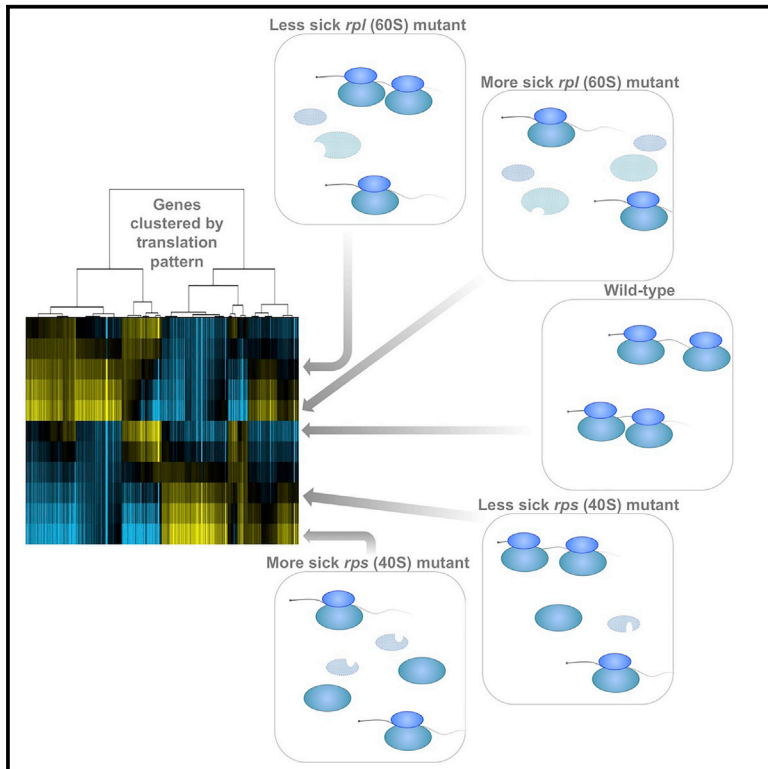 Less sick rpl (60S) mutant
More sick rpl (60S) mutant
Genes
clustered by
translation
pattern
Wild-type
Less sick rps (40S) mutant
More sick rps (40S) mutant